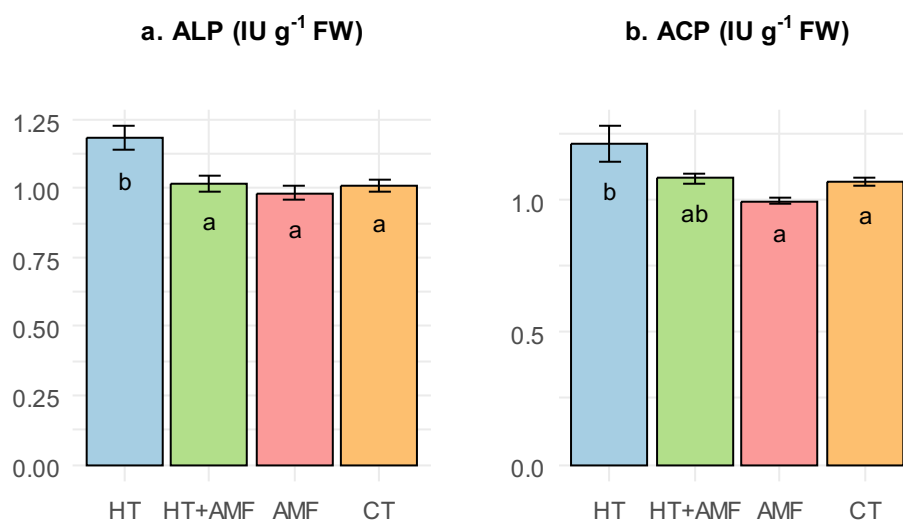 a. ALP (IU g⁻¹ FW)
1.25
1.00
0.75
0.50
0.25
0.00
b
a
a
a
HT
HT+AMF
AMF
CT
b. ACP (IU g⁻¹ FW)
1.0
0.5
0.0
b
ab
a
a
HT
HT+AMF
AMF
CT